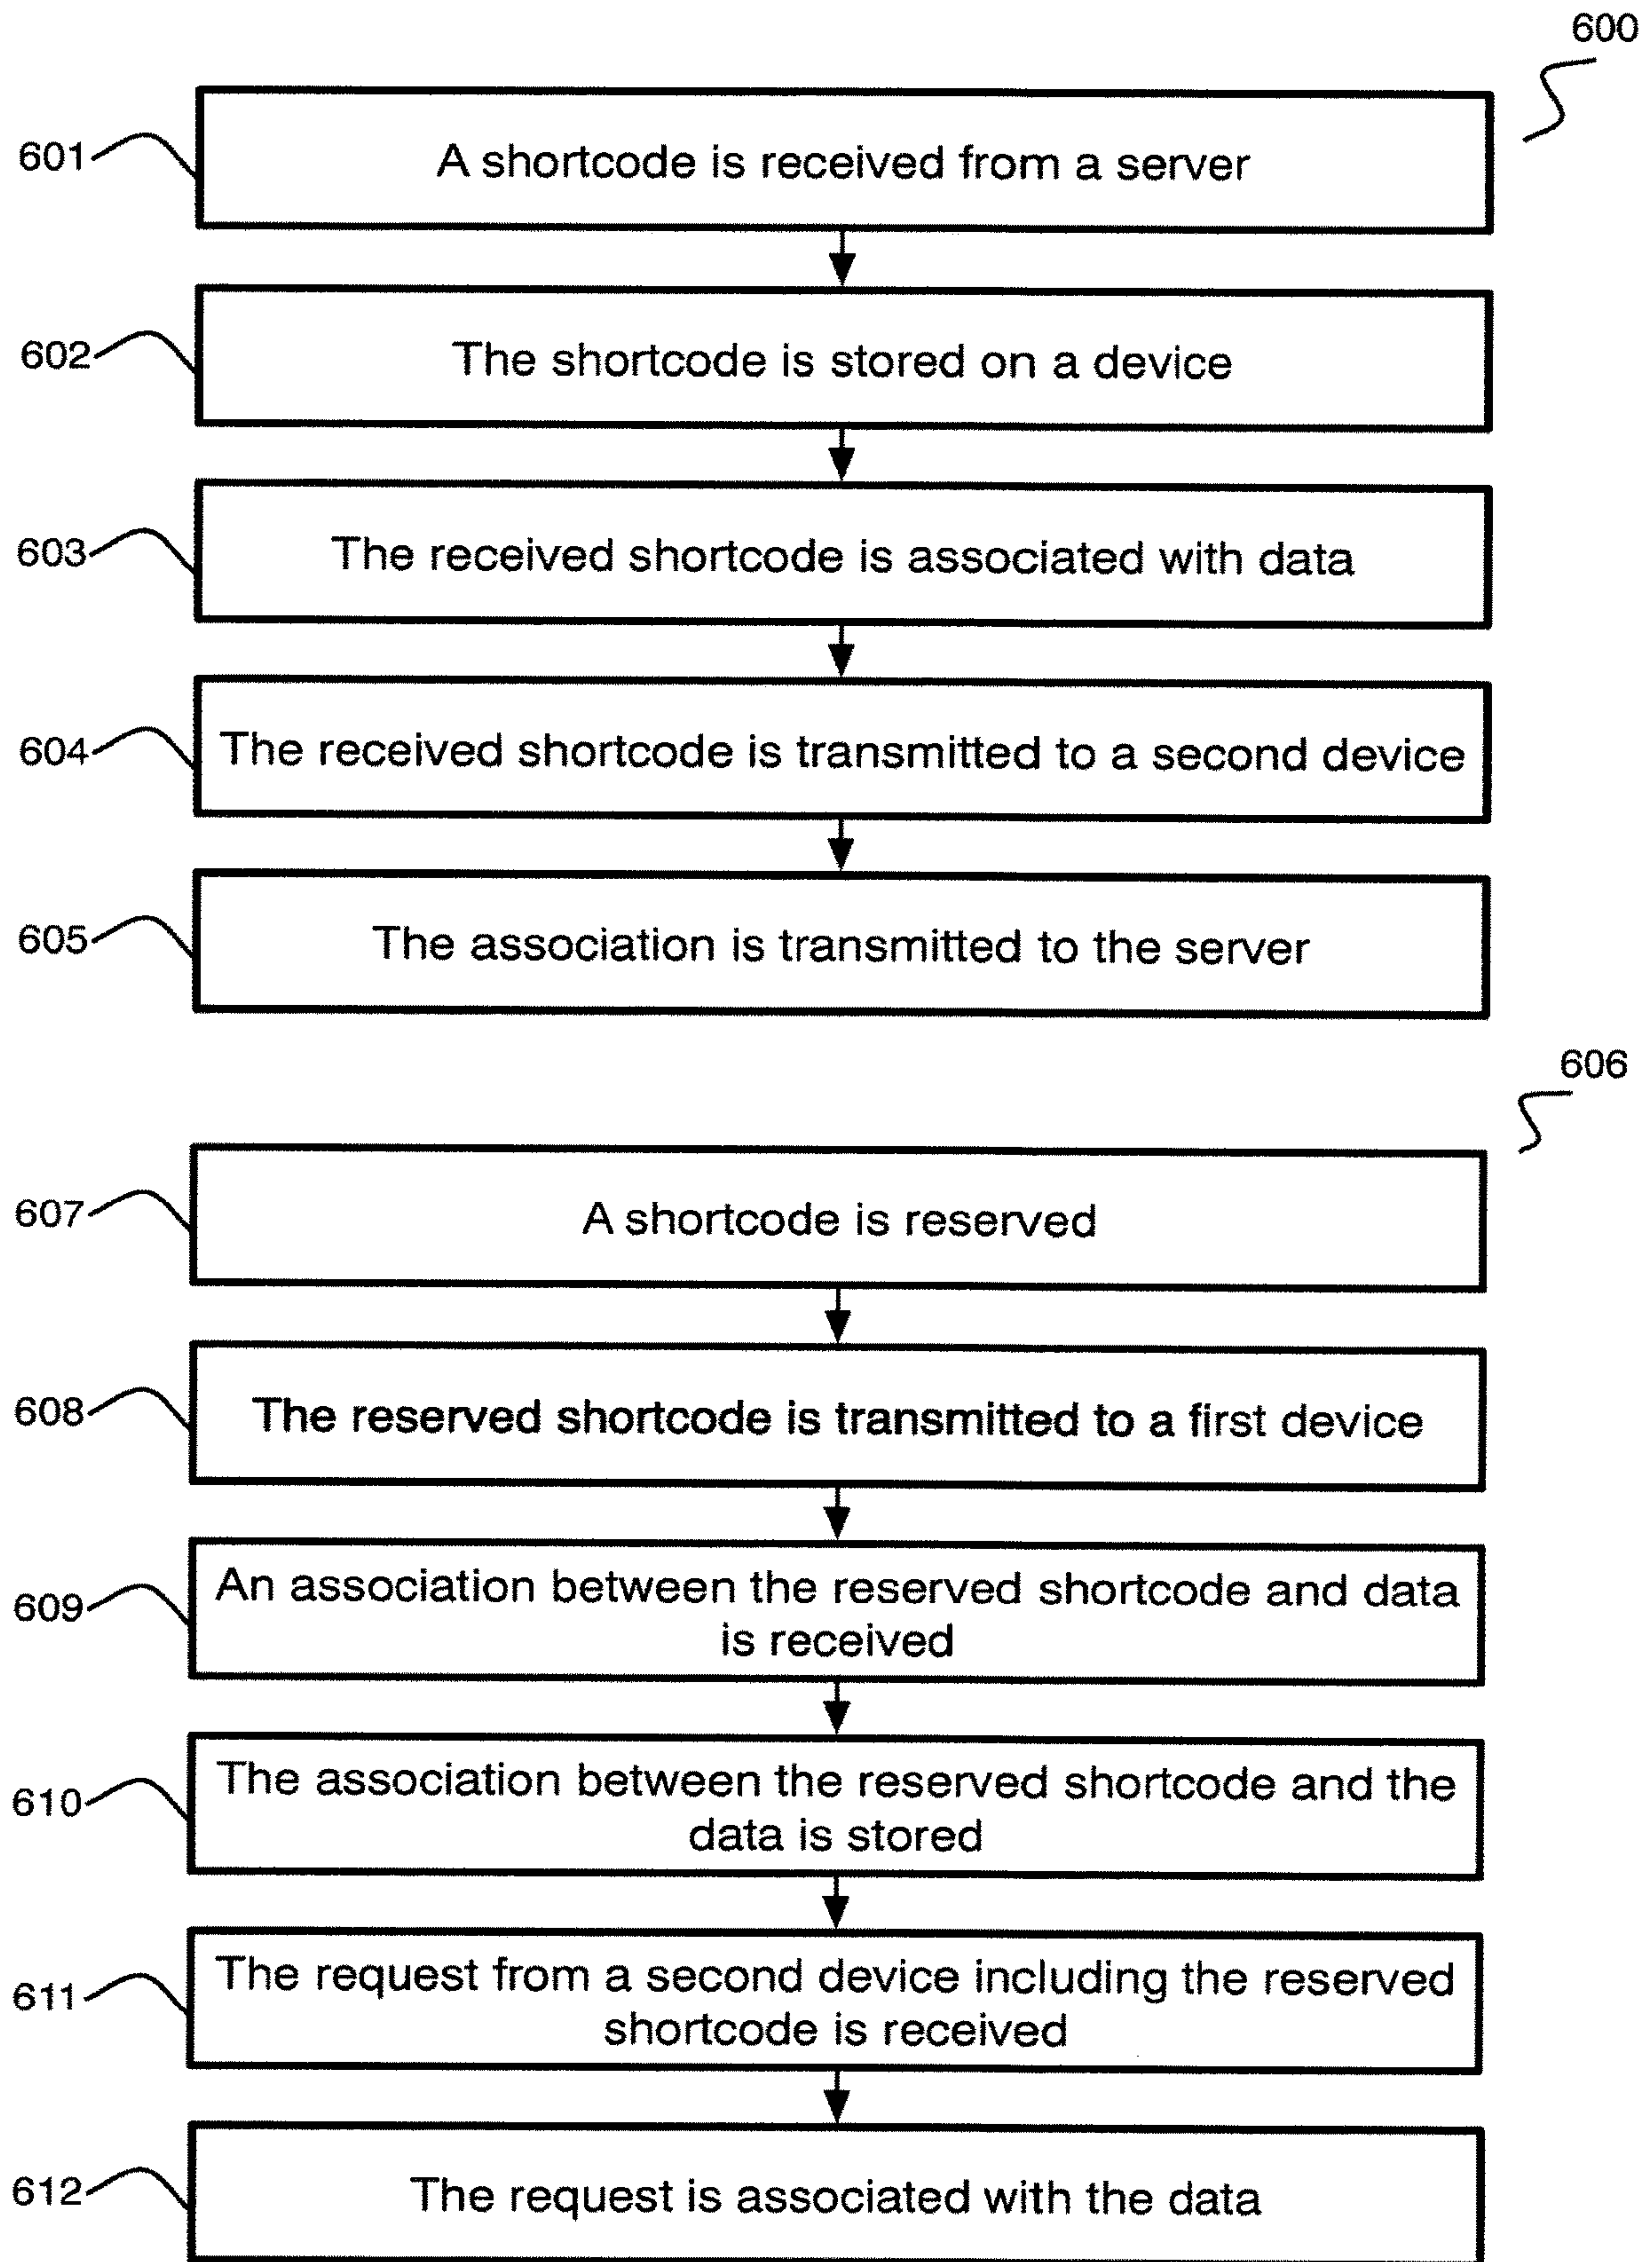 600
601
A shortcode is received from a server
602
The shortcode is stored on a device
603
The received shortcode is associated with data
604
The received shortcode is transmitted to a second device
605
The association is transmitted to the server
606
607
A shortcode is reserved
608
The reserved shortcode is transmitted to a first device
609
An association between the reserved shortcode and data
is received
610
The association between the reserved shortcode and the
data is stored
611
The request from a second device including the reserved
shortcode is received
612
The request is associated with the data